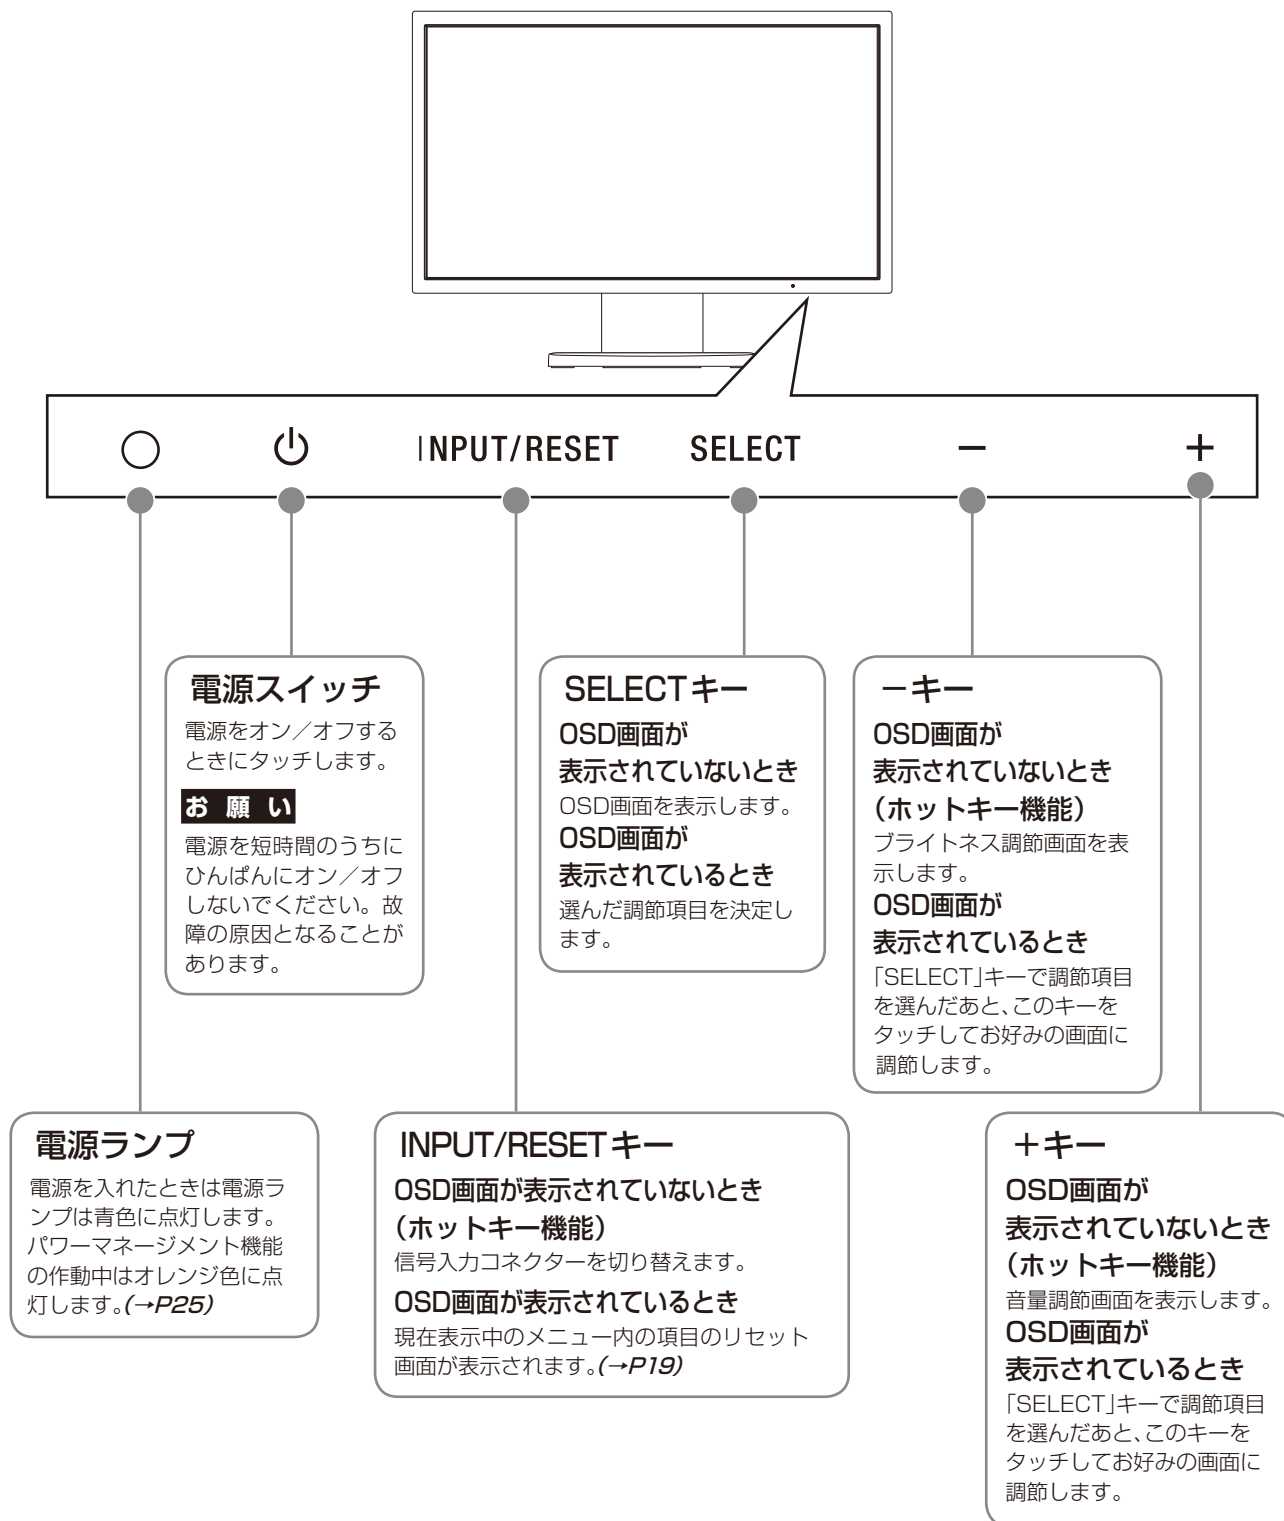 INPUT/RESET SELECT － ＋
電源スイッチ
電源をオン／オフする
ときにタッチします。
お願い
電源を短時間のうちに
ひんぱんにオン／オフ
しないでください。故
障の原因となることが
あります。
SELECTキー
OSD画面が
表示されていないとき
OSD画面を表示します。
OSD画面が
表示されているとき
選んだ調節項目を決定し
ます。
－キー
OSD画面が
表示されていないとき
（ホットキー機能）
ブライトネス調節画面を表
示します。
OSD画面が
表示されているとき
「SELECT」キーで調節項目
を選んだあと、このキーを
タッチしてお好みの画面に
調節します。
電源ランプ
電源を入れたときは電源ラ
ンプは青色に点灯します。
パワーマネージメント機能
の作動中はオレンジ色に点
灯します。(→P25)
INPUT/RESETキー
OSD画面が表示されていないとき
（ホットキー機能）
信号入力コネクターを切り替えます。
OSD画面が表示されているとき
現在表示中のメニュー内の項目のリセット
画面が表示されます。(→P19)
＋キー
OSD画面が
表示されていないとき
（ホットキー機能）
音量調節画面を表示します。
OSD画面が
表示されているとき
「SELECT」キーで調節項目
を選んだあと、このキーを
タッチしてお好みの画面に
調節します。